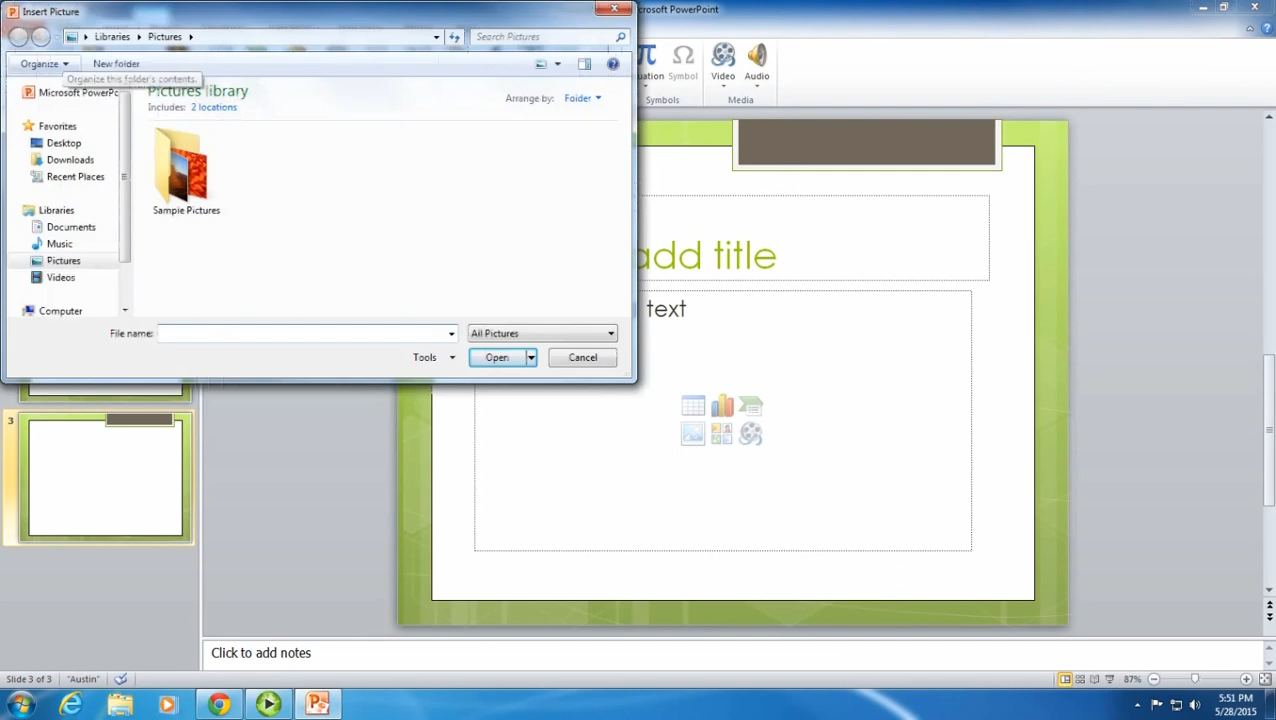 Insert Picture
Microsoft PowerPoint
Libraries
Pictures
Search Pictures
Organize
New folder
Organize this folder's contents.
Symbol
Video
Audio
Symbols
Media
Microsoft PowerPc
Pictures library
Includes: 2 locations
Arrange by: Folder
Favorites
Desktop
Downloads
Recent Places
Sample Pictures
Libraries
Documents
Music
Pictures
Videos
Computer
File name:
All Pictures
Tools
Open
Cancel
add title
text
3
Click to add notes
Slide 3 of 3
"Austin"
87%
5:51 PM
5/28/2015